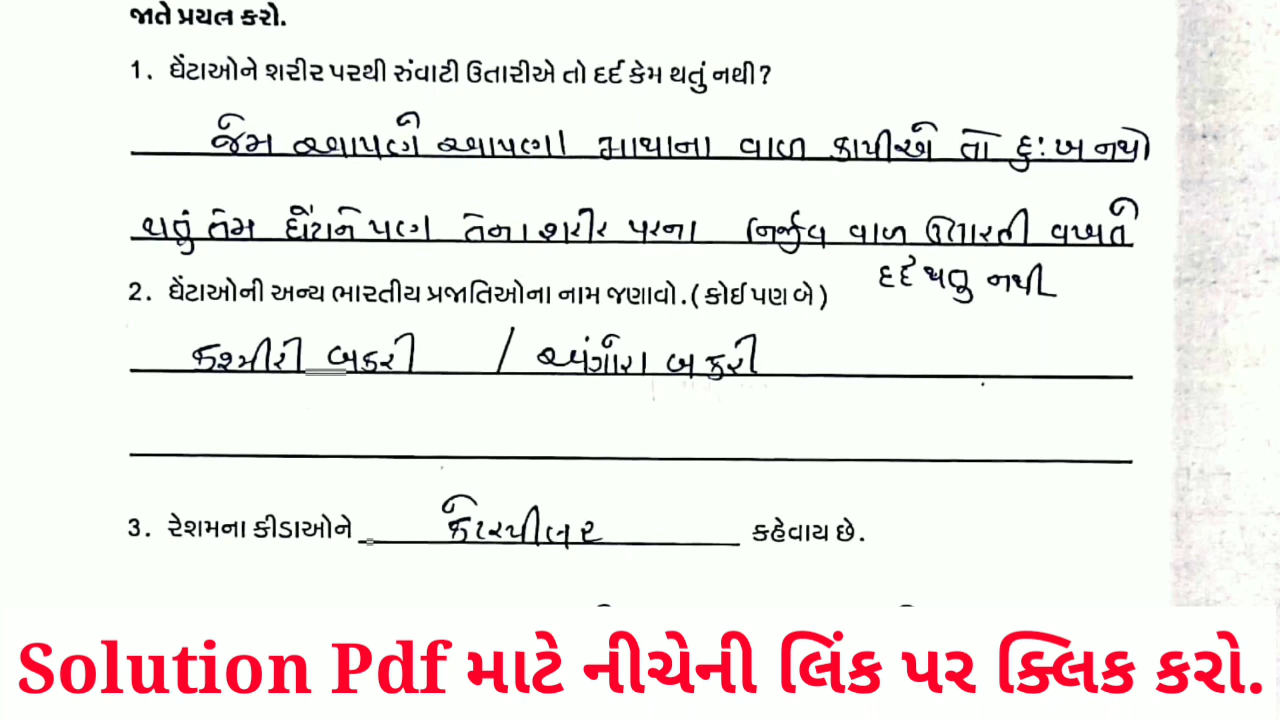 જાતે પ્રયત્ન કરો.
1. ઘેંટાઓને શરીર પરથી રુંવાટી ઉતારીએ તો દર્દ કેમ થતું નથી?
જેમ આપણે આપણા માથાના વાળ કાપીએ તો દુ:ખ નથી
થતું તેમ ઘેંટાને પણ તેના શરીર પરના નિર્જીવ વાળ ઉતારતી વખતે
દર્દ થતુ નથી
2. ઘેંટાઓની અન્ય ભારતીય પ્રજાતિઓના નામ જણાવો.(કોઈ પણ બે)
કશ્મીરી બકરી / અંગોરા બકરી
3. રેશમના કીડાઓને કેટરપીલર કહેવાય છે.
Solution Pdf માટે નીચેની લિંક પર ક્લિક કરો.